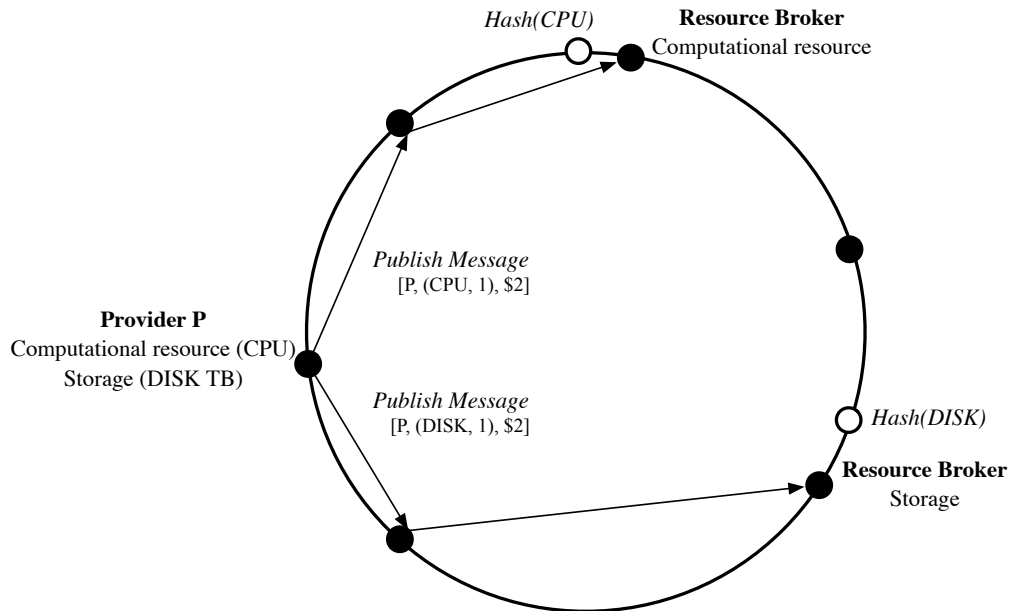 Hash(CPU)
Resource Broker
Computational resource
Publish Message
[P, (CPU, 1), $2]
Provider P
Computational resource (CPU)
Storage (DISK TB)
Publish Message
[P, (DISK, 1), $2]
Hash(DISK)
Resource Broker
Storage